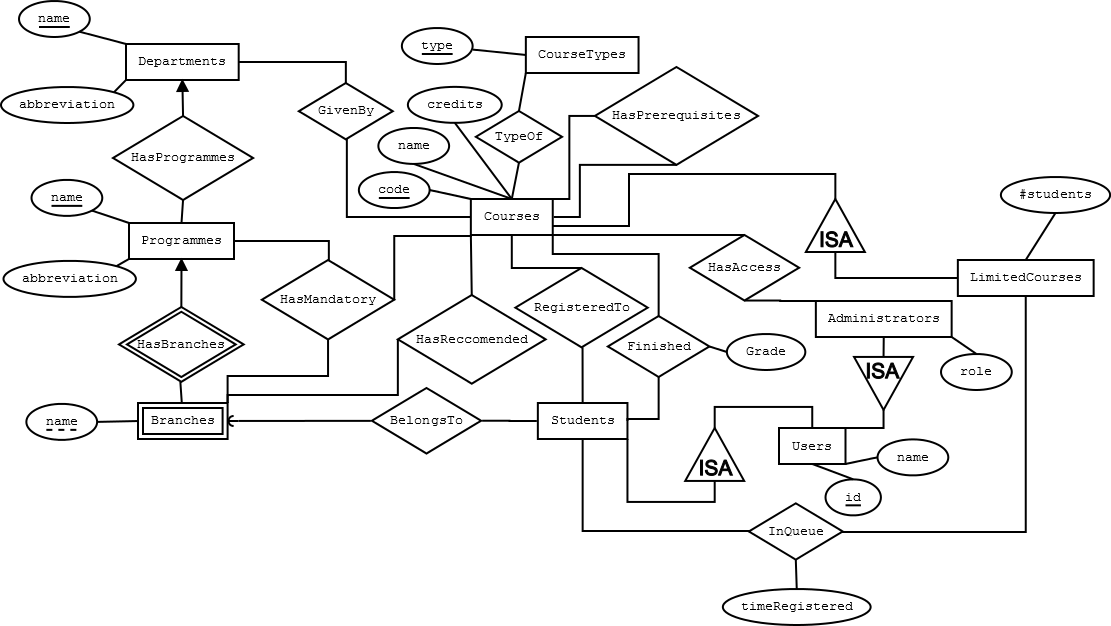 name
type
CourseTypes
Departments
abbreviation
credits
GivenBy
HasPrerequisites
TypeOf
name
HasProgrammes
code
name
#students
Courses
Programmes
ISA
HasAccess
abbreviation
LimitedCourses
HasMandatory
RegisteredTo
Administrators
HasReccomended
HasBranches
Finished
Grade
ISA
role
name
Branches
BelongsTo
Students
Users
name
ISA
id
InQueue
timeRegistered